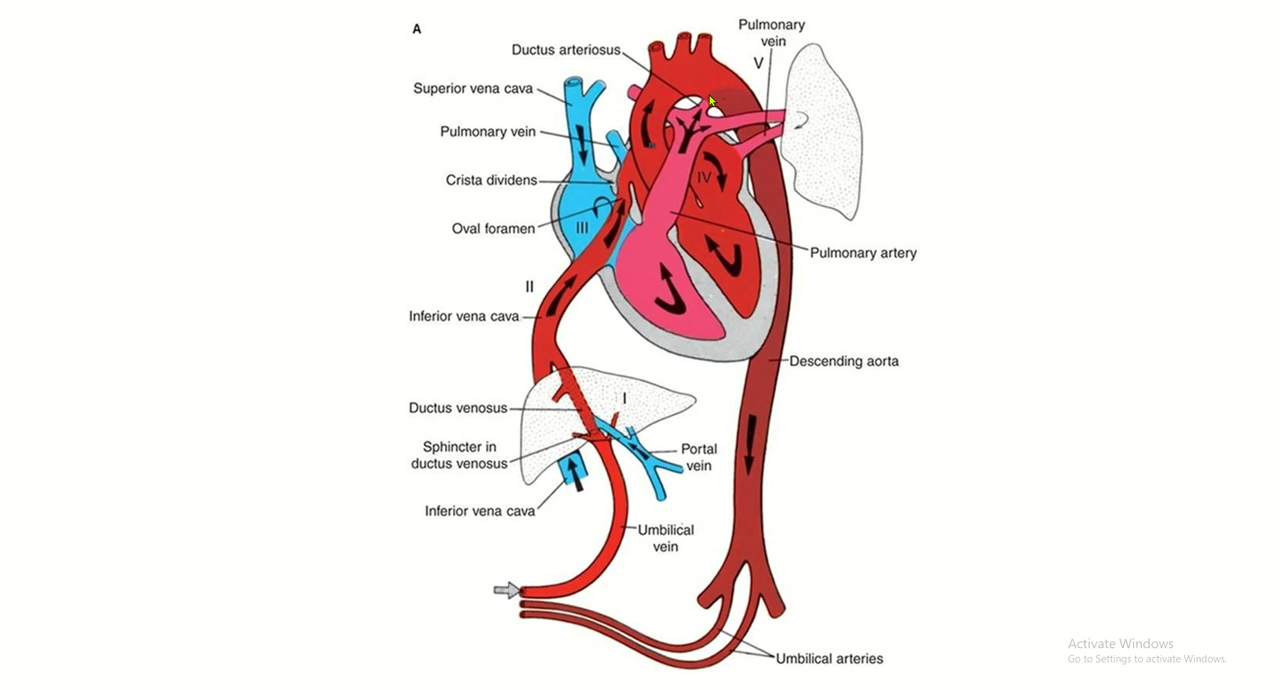 A
Pulmonary
vein
Ductus arteriosus
V
Superior vena cava
Pulmonary vein
Crista dividens
IV
Oval foramen
III
Pulmonary artery
II
Inferior vena cava
Descending aorta
I
Ductus venosus
Sphincter in
ductus venosus
Portal
vein
Inferior vena cava
Umbilical
vein
Umbilical arteries
Activate Windows
Go to Settings to activate Windows.